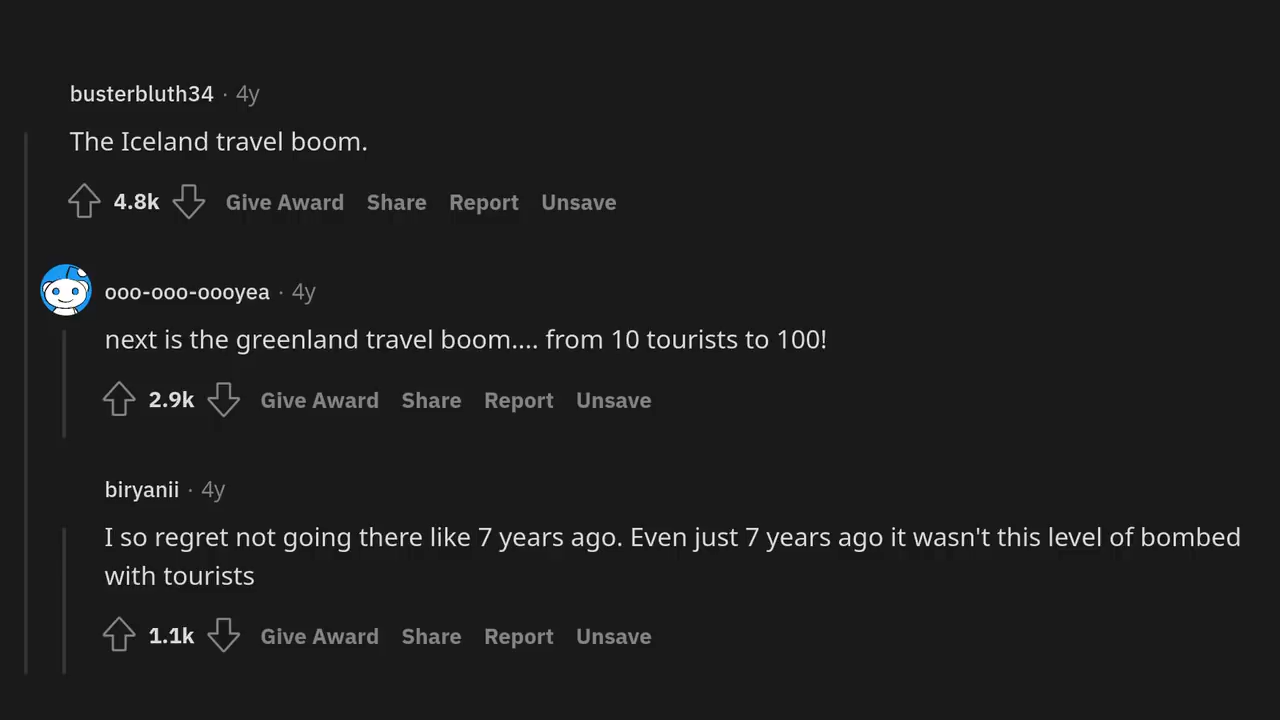 busterbluth34 · 4y
The Iceland travel boom.
4.8k Give Award Share Report Unsave
ooo-ooo-oooyea · 4y
next is the greenland travel boom.... from 10 tourists to 100!
2.9k Give Award Share Report Unsave
biryanii · 4y
I so regret not going there like 7 years ago. Even just 7 years ago it wasn't this level of bombed
with tourists
1.1k Give Award Share Report Unsave